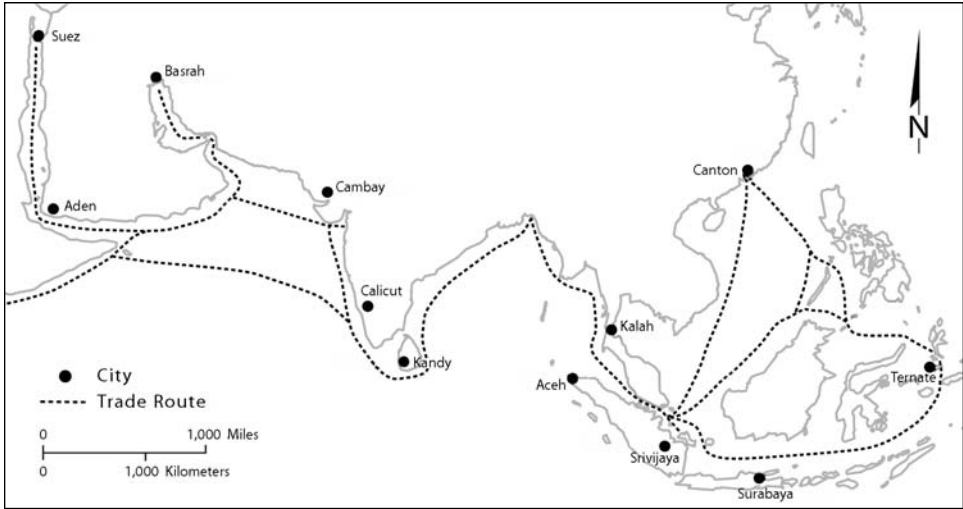 Suez
Basrah
Canton
Cambay
Aden
N
Calicut
Kalah
Kandy
Ternate
Aceh
City
Trade Route
0 1,000 Miles
0 1,000 Kilometers
Srivijaya
Surabaya